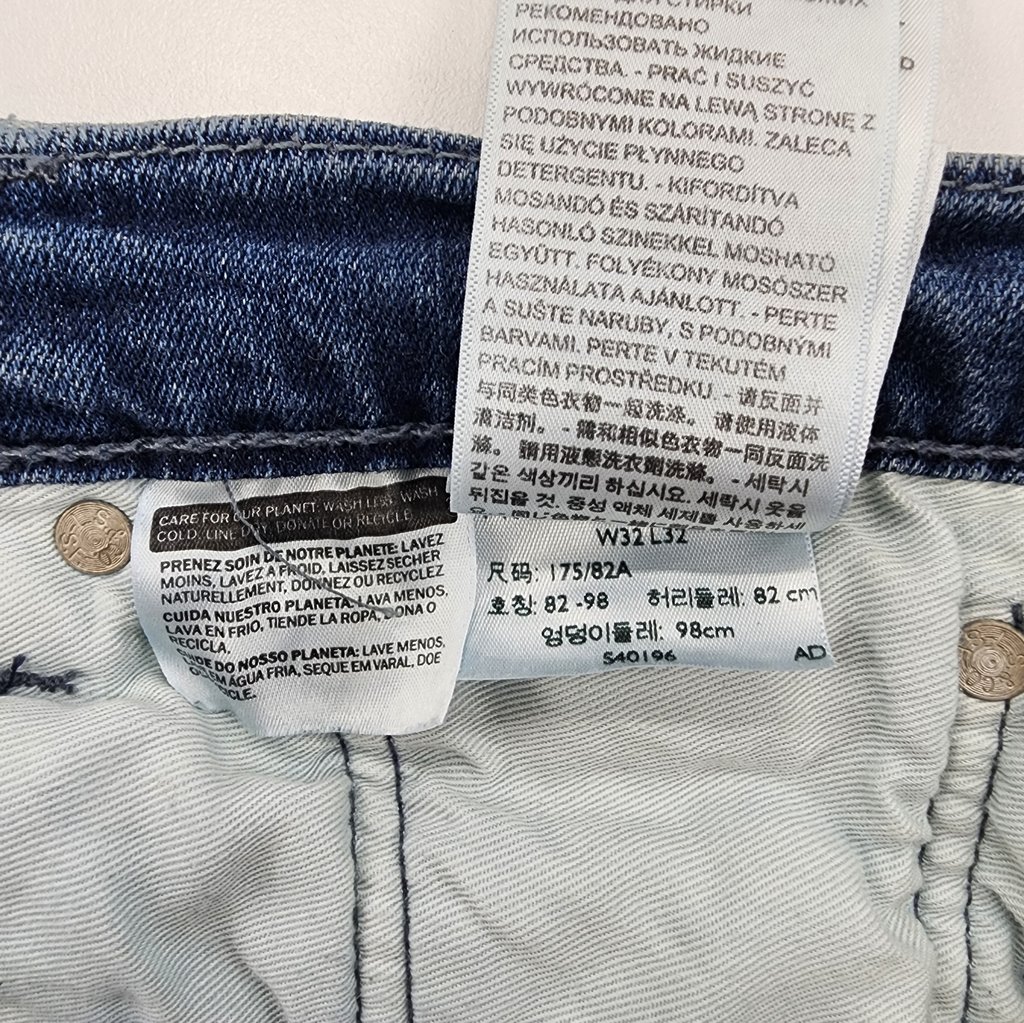 РЕКОМЕНДОВАНО
ИСПОЛЬЗОВАТЬ ЖИДКИЕ
СРЕДСТВА. - PRAĆ I SUSZYĆ
WYWRÓCONE NA LEWĄ STRONĘ Z
PODOBNYMI KOLORAMI. ZALECA
SIĘ UŻYCIE PŁYNNEGO
DETERGENTU. - KIFORDÍTVA
MOSANDÓ ÉS SZÁRÍTANDÓ
HASONLÓ SZINEKKEL MOSHATÓ
EGYÜTT. FOLYÉKONY MOSÓSZER
HASZNÁLATA AJÁNLOTT. - PERTE
A SUŠTE NARUBY, S PODOBNÝMI
BARVAMI. PERTE V TEKUTÉM
PRACÍM PROSTŘEDKU. - 请反面并
与同类色衣物一起洗涤。请使用液体
清洁剂。- 需和相似色衣物一同反面洗
滌。請用液態洗衣劑洗滌。- 세탁시
같은 색상끼리 하십시요. 세탁시 옷을
뒤집을 것. 중성 액체 세제를 사용하세
D
CARE FOR OUR PLANET: WASH LESS, WASH
COLD, LINE DRY, DONATE OR RECYCLE
PRENEZ SOIN DE NOTRE PLANETE: LAVEZ
MOINS, LAVEZ A FROID, LAISSEZ SECHER
NATURELLEMENT, DONNEZ OU RECYCLEZ
CUIDA NUESTRO PLANETA: LAVA MENOS,
LAVA EN FRIO, TIENDE LA ROPA, DONA O
RECICLA.
DO NOSSO PLANETA: LAVE MENOS,
EM ÁGUA FRIA, SEQUE EM VARAL, DOE
W32 L32
尺码: 175/82A
호칭: 82 -98 허리둘레: 82 cm
엉덩이둘레: 98cm
S40196 AD